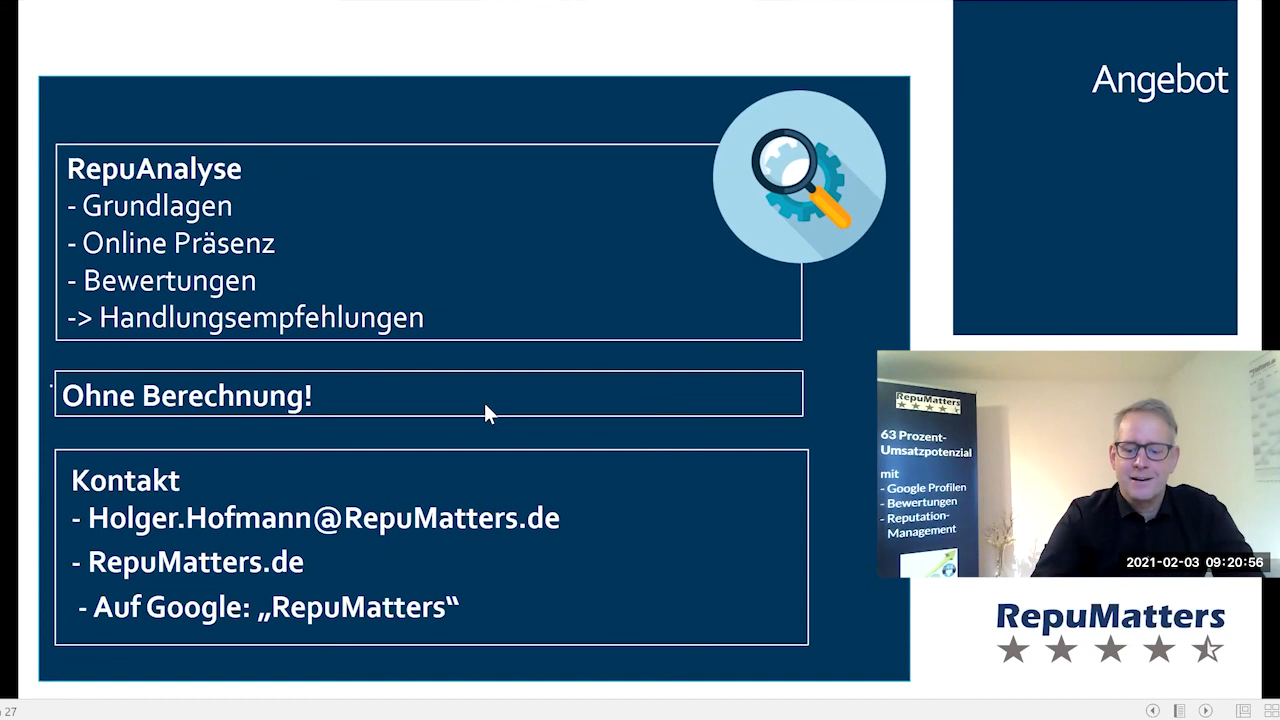 Angebot
RepuAnalyse
- Grundlagen
- Online Präsenz
- Bewertungen
-> Handlungsempfehlungen
Ohne Berechnung!
Kontakt
- Holger.Hofmann@RepuMatters.de
- RepuMatters.de
- Auf Google: „RepuMatters“
RepuMatters
63 Prozent-
Umsatzpotenzial
mit
- Google Profilen
- Bewertungen
- Reputation-
Management
2021-02-03 09:20:56
RepuMatters
27